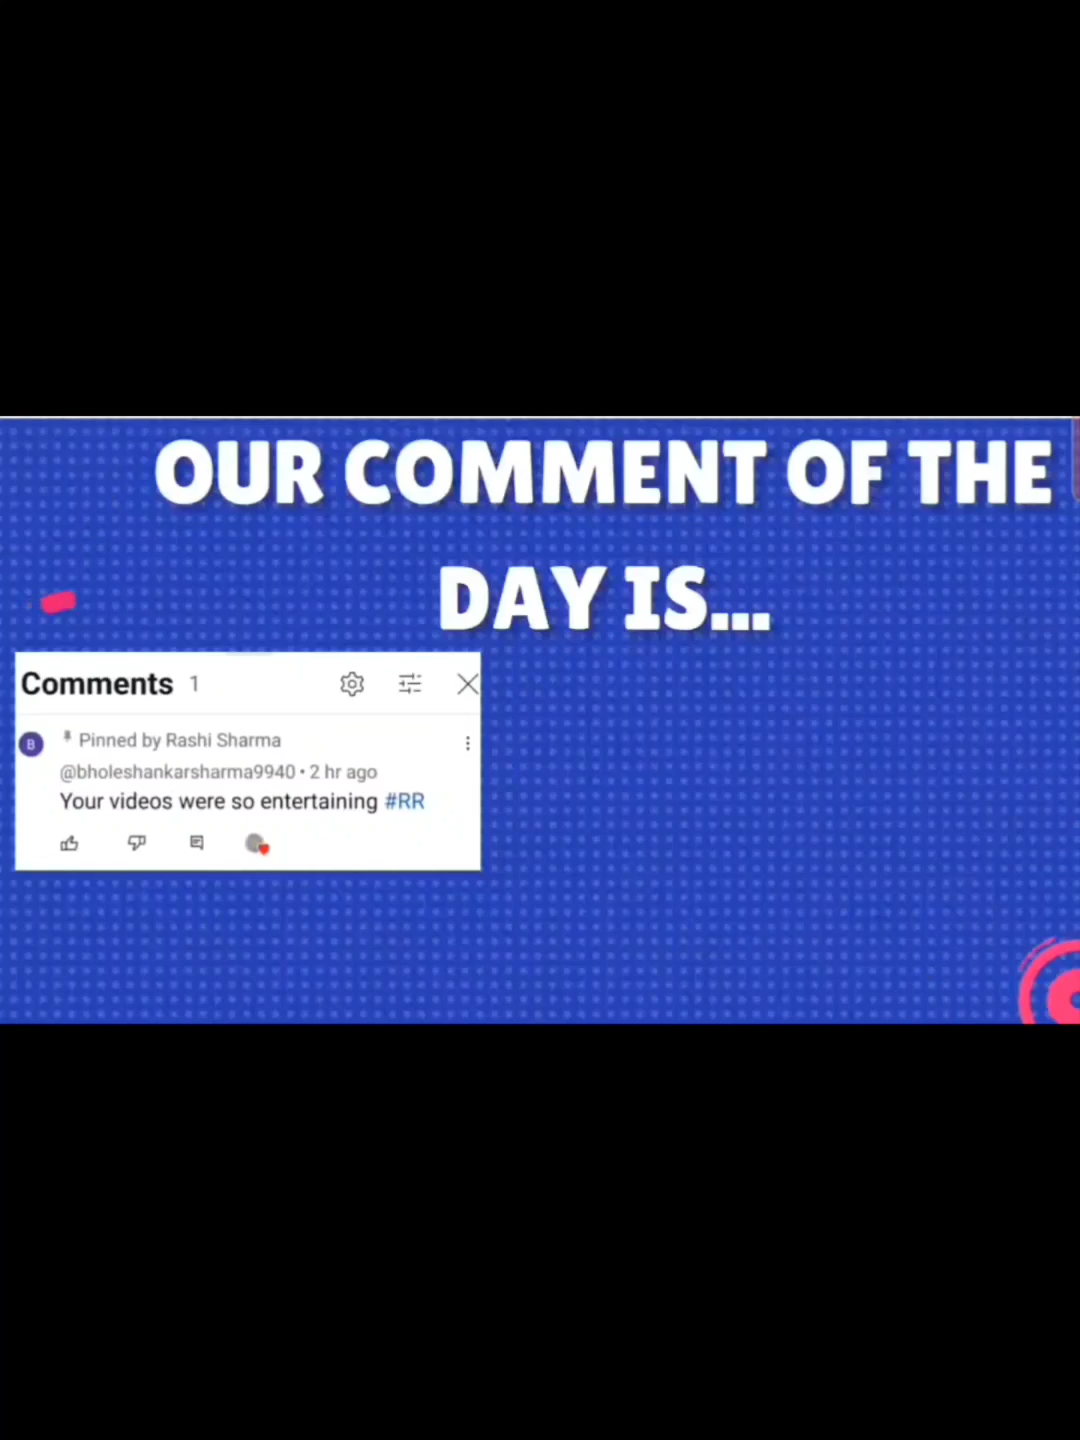 OUR COMMENT OF THE
DAY IS...
Comments 1
B
Pinned by Rashi Sharma
@bholeshankarsharma9940 • 2 hr ago
Your videos were so entertaining #RR